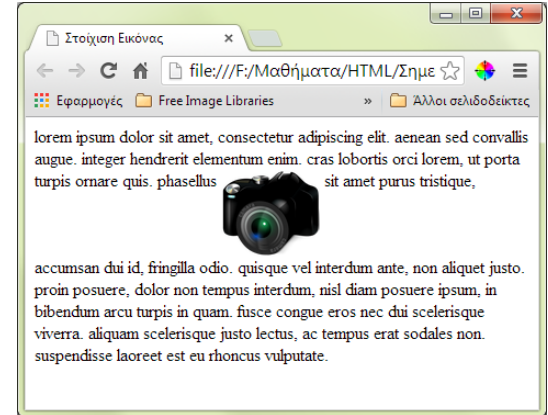 Στοίχιση Εικόνας
file:///F:/Μαθήματα/HTML/Σημε
Εφαρμογές Free Image Libraries » Άλλοι σελιδοδείκτες
lorem ipsum dolor sit amet, consectetur adipiscing elit. aenean sed convallis
augue. integer hendrerit elementum enim. cras lobortis orci lorem, ut porta
turpis ornare quis. phasellus sit amet purus tristique,
accumsan dui id, fringilla odio. quisque vel interdum ante, non aliquet justo.
proin posuere, dolor non tempus interdum, nisl diam posuere ipsum, in
bibendum arcu turpis in quam. fusce congue eros nec dui scelerisque
viverra. aliquam scelerisque justo lectus, ac tempus erat sodales non.
suspendisse laoreet est eu rhoncus vulputate.